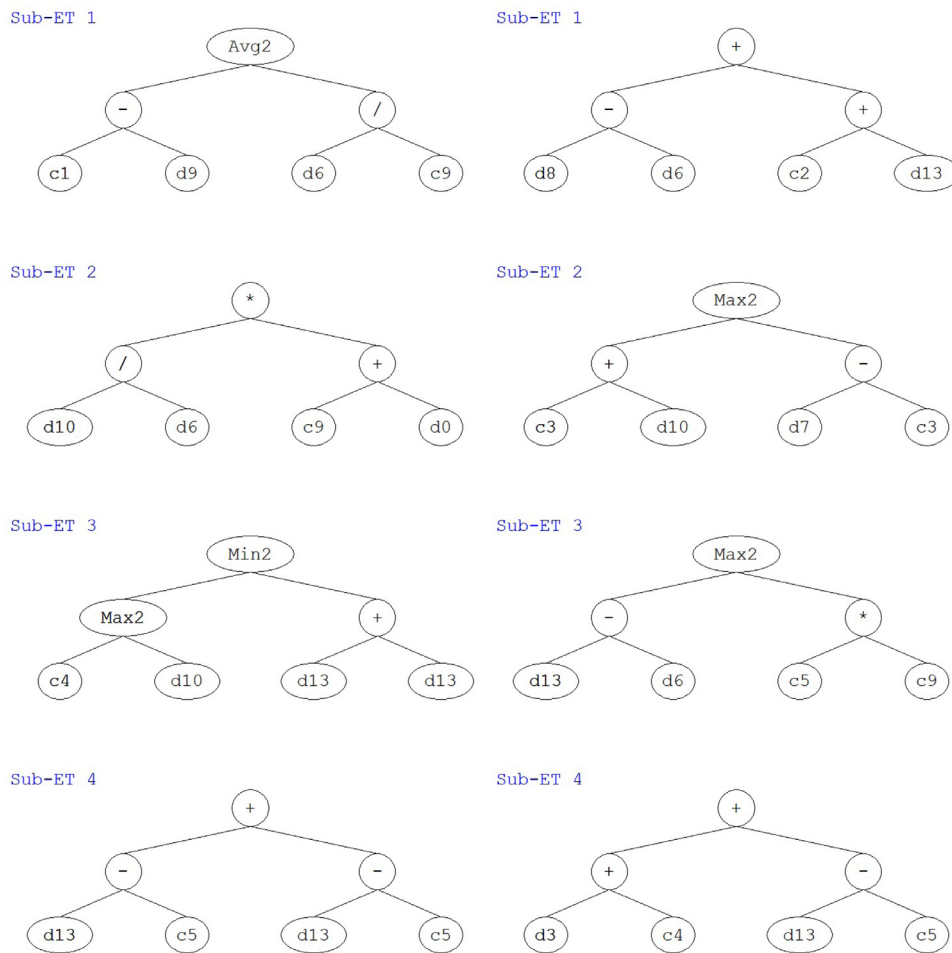 Sub-ET 1 Sub-ET 1
Avg2 +
- / - +
c1 d9 d6 c9 d8 d6 c2 d13
Sub-ET 2 Sub-ET 2
* Max2
/ + + -
d10 d6 c9 d0 c3 d10 d7 c3
Sub-ET 3 Sub-ET 3
Min2 Max2
Max2 + - *
c4 d10 d13 d13 d13 d6 c5 c9
Sub-ET 4 Sub-ET 4
+ +
- - + -
d13 c5 d13 c5 d3 c4 d13 c5